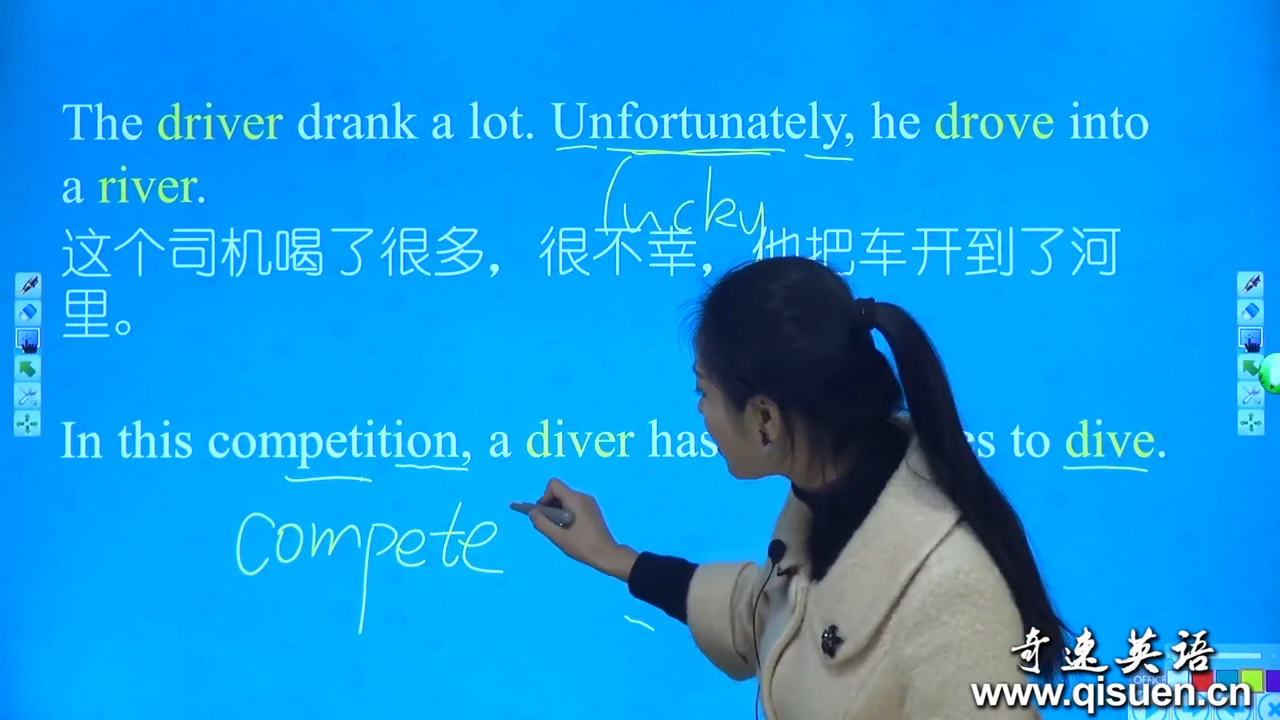 The driver drank a lot. Unfortunately, he drove into
a river.
lucky
这个司机喝了很多，很不幸，他把车开到了河
里。
In this competition, a diver has to dive.
compete
奇速英语
OFFICE
www.qisuen.cn